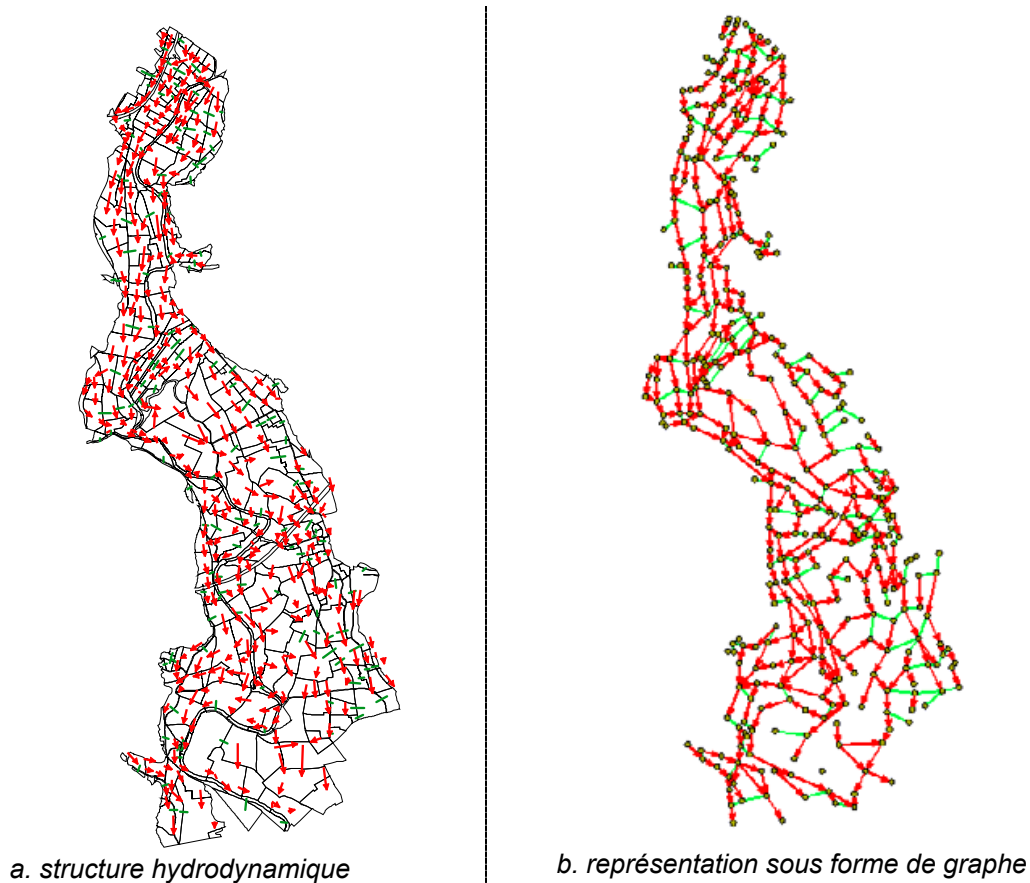 a. structure hydrodynamique
b. représentation sous forme de graphe